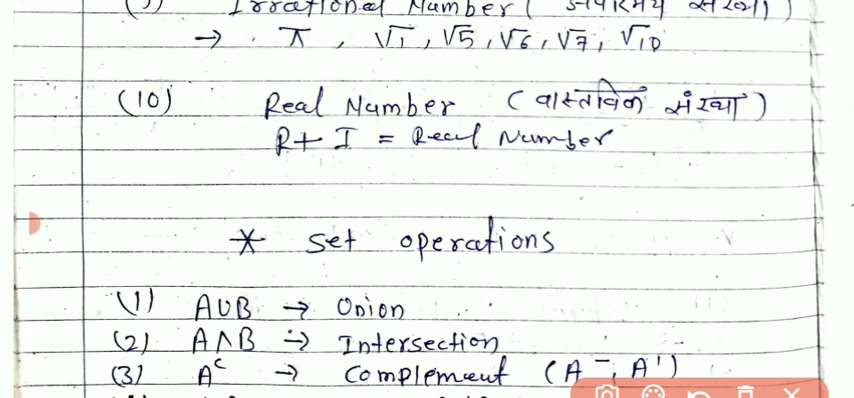 Irrational Number ( अपरिमेय संख्या )
→ π, √1, √5, √6, √7, √10
(10) Real Number ( वास्तविक संख्या )
R+ I = Real Number
* set operations
(1) A∪B → Onion
(2) A∧B → Intersection
(3) Aᶜ → Complement (A⁻, A')